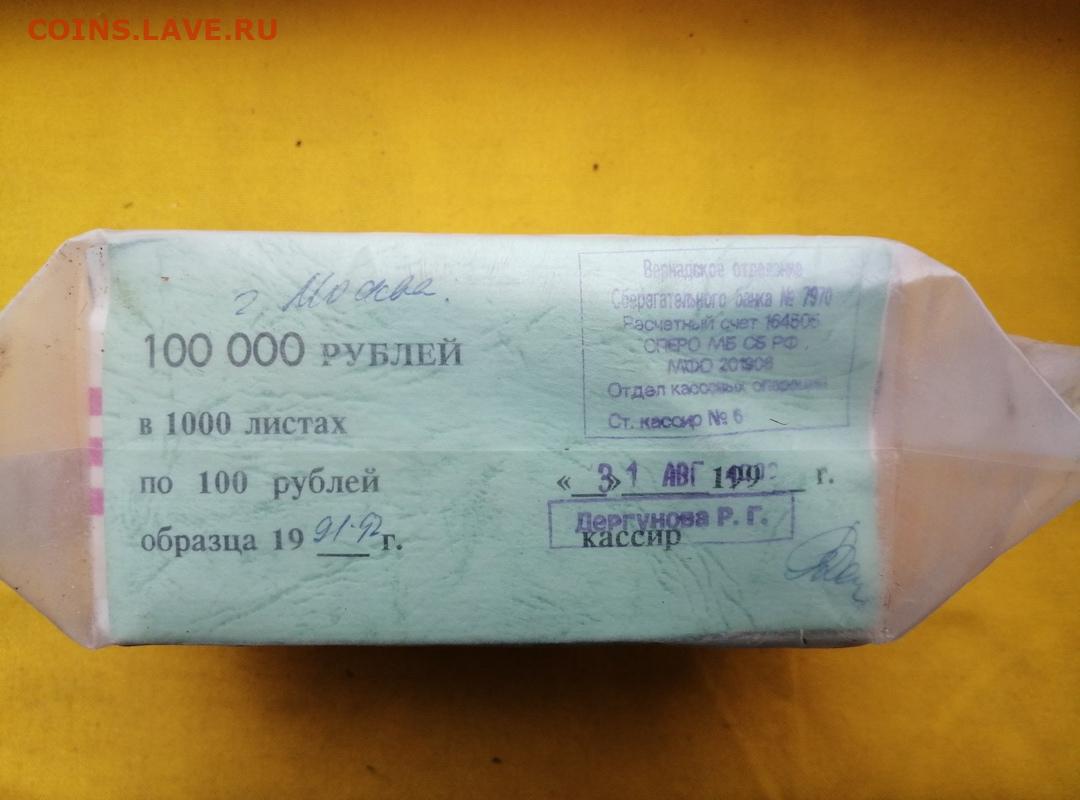 COINS.LAVE.RU
г. Москва.
100 000 РУБЛЕЙ
в 1000 листах
по 100 рублей
образца 19 91-92 г.
Вернадское отделение
Сберегательного банка № 7970
Расчетный счет 164505
СПЕРО МБ СБ РФ
МФО 201906
Отдел кассовых операций
Ст. кассир № 6
« 31 АВГ 199 г.
Дергунова Р. Г.
кассир